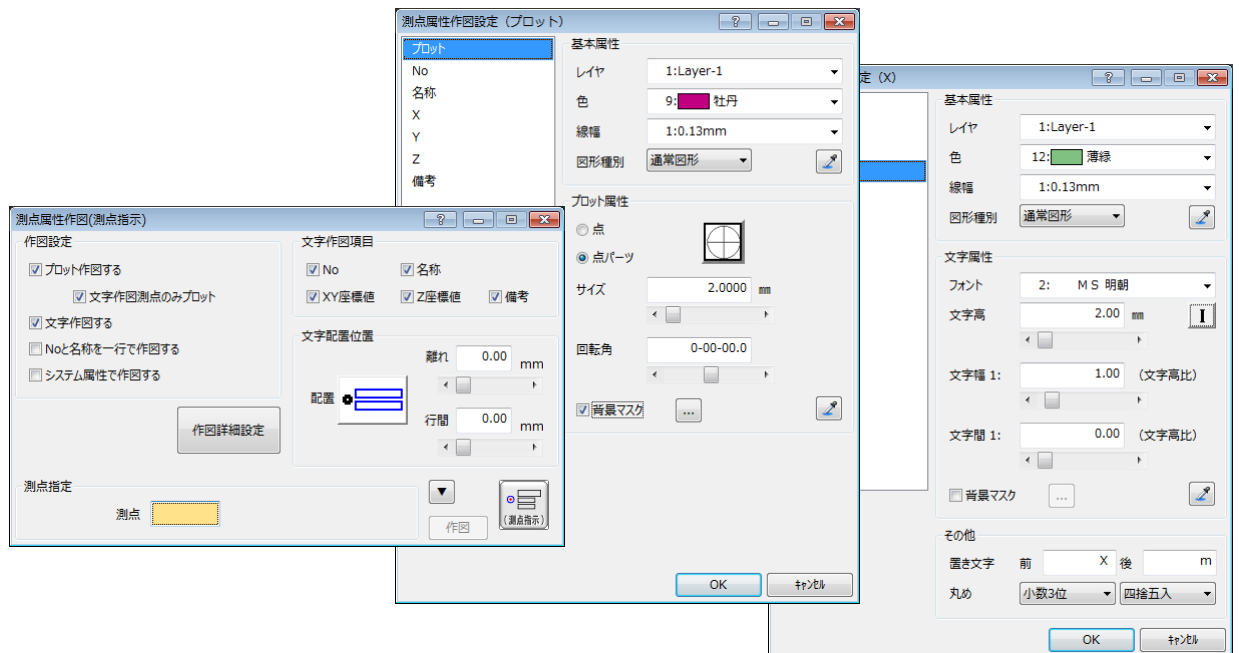 測点属性作図設定（プロット）
プロット
No
名称
X
Y
Z
備考
基本属性
レイヤ 1:Layer-1
色 9: 牡丹
線幅 1:0.13mm
図形種別 通常図形
プロット属性
点
点パーツ
サイズ 2.0000 mm
回転角 0-00-00.0
背景マスク ...
OK ｷｬﾝｾﾙ
測点属性作図(測点指示)
作図設定
プロット作図する
文字作図測点のみプロット
文字作図する
Noと名称を一行で作図する
システム属性で作図する
作図詳細設定
文字作図項目
No 名称
XY座標値 Z座標値 備考
文字配置位置
配置
離れ 0.00 mm
行間 0.00 mm
測点指定
測点
▼
作図
(測点指示)
定（X）
基本属性
レイヤ 1:Layer-1
色 12: 薄緑
線幅 1:0.13mm
図形種別 通常図形
文字属性
フォント 2: ＭＳ 明朝
文字高 2.00 mm I
文字幅 1: 1.00 (文字高比)
文字間 1: 0.00 (文字高比)
背景マスク ...
その他
置き文字 前 X 後 m
丸め 小数3位 四捨五入
OK ｷｬﾝｾﾙ